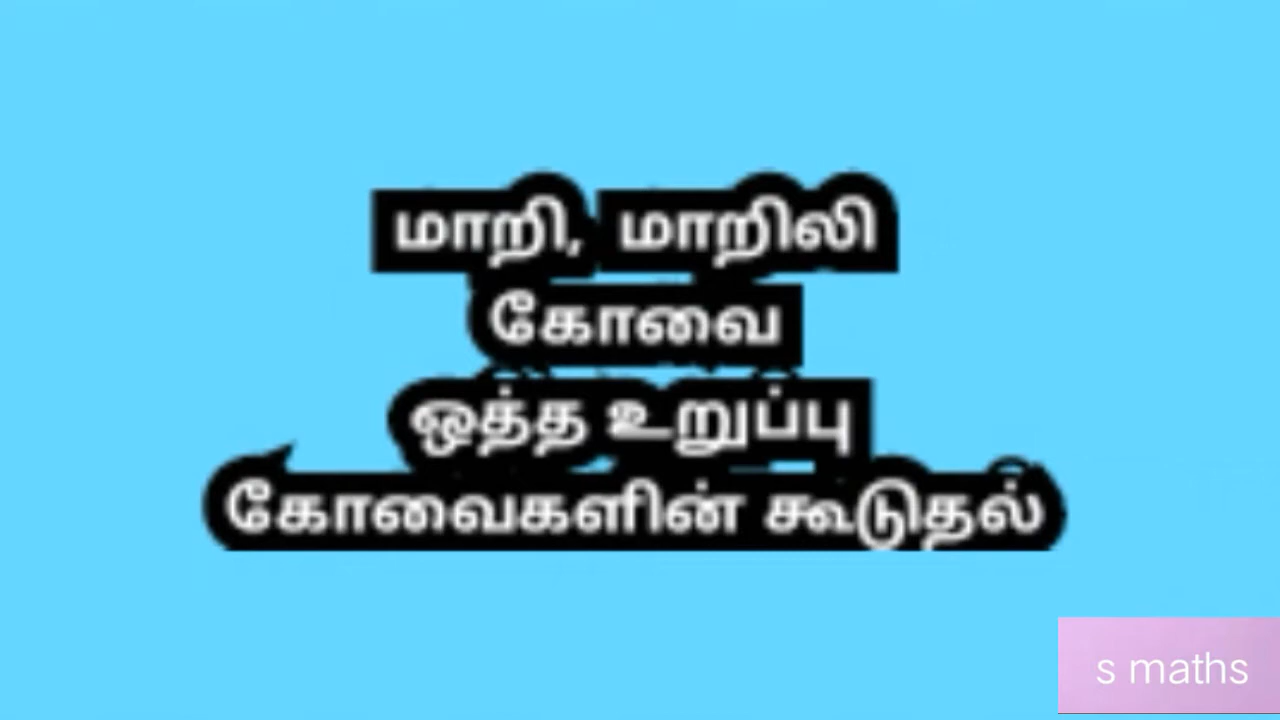 மாறி, மாறிலி
கோவை
ஒத்த உறுப்பு
கோவைகளின் கூடுதல்
s maths